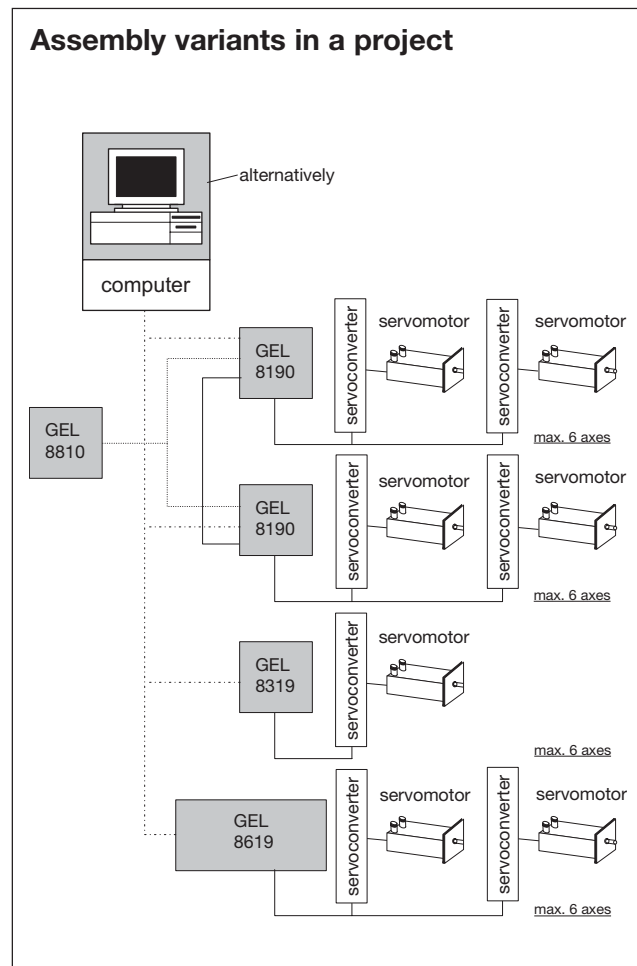 Assembly variants in a project
alternatively
computer
GEL
8810
GEL
8190
servoconverter
servomotor
servoconverter
servomotor
max. 6 axes
GEL
8190
servoconverter
servomotor
servoconverter
servomotor
max. 6 axes
GEL
8319
servoconverter
servomotor
max. 6 axes
GEL
8619
servoconverter
servomotor
servoconverter
servomotor
max. 6 axes